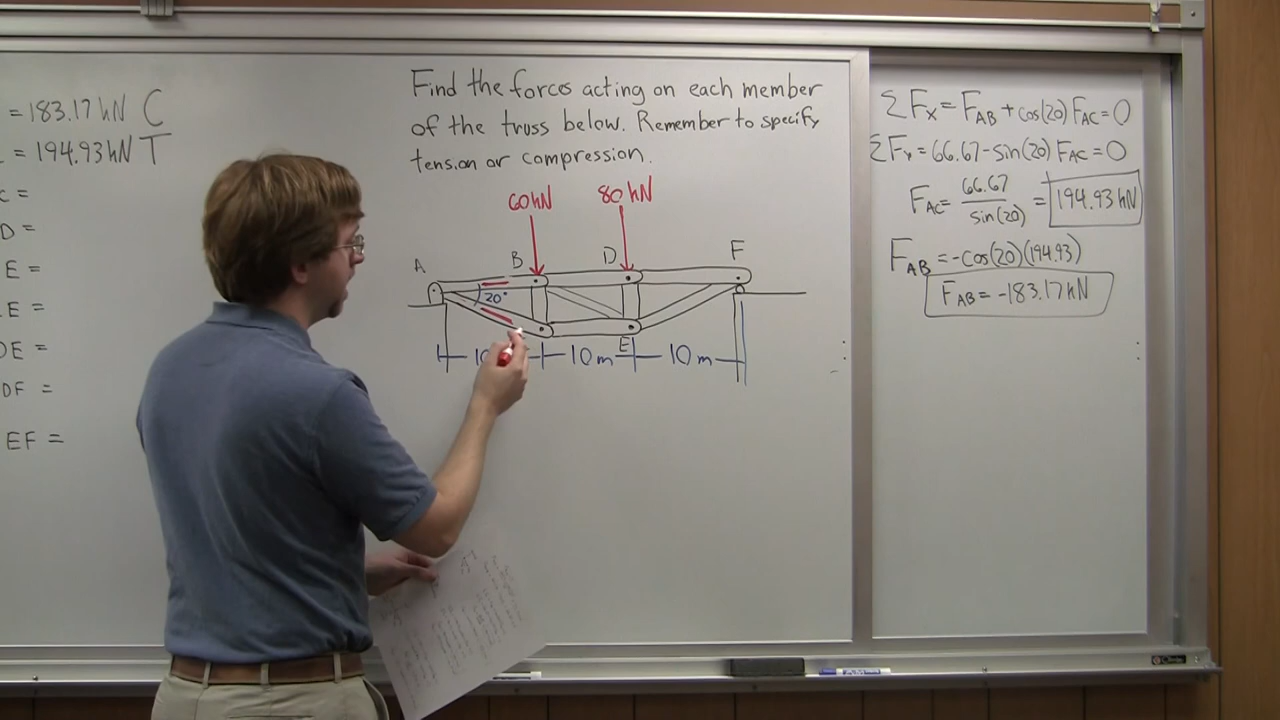 = 183.17 kN C
= 194.93 kN T
C =
D =
E =
E =
DE =
DF =
EF =
Find the forces acting on each member
of the truss below. Remember to specify
tension or compression.
60 kN 80 kN
A B D F
20°
E
10 10 m 10 m
ΣFx = FAB + cos(20) FAC = 0
ΣFY = 66.67 - sin(20) FAC = 0
FAC = 66.67 / sin(20) = 194.93 kN
FAB = -cos(20)(194.93)
FAB = -183.17 kN